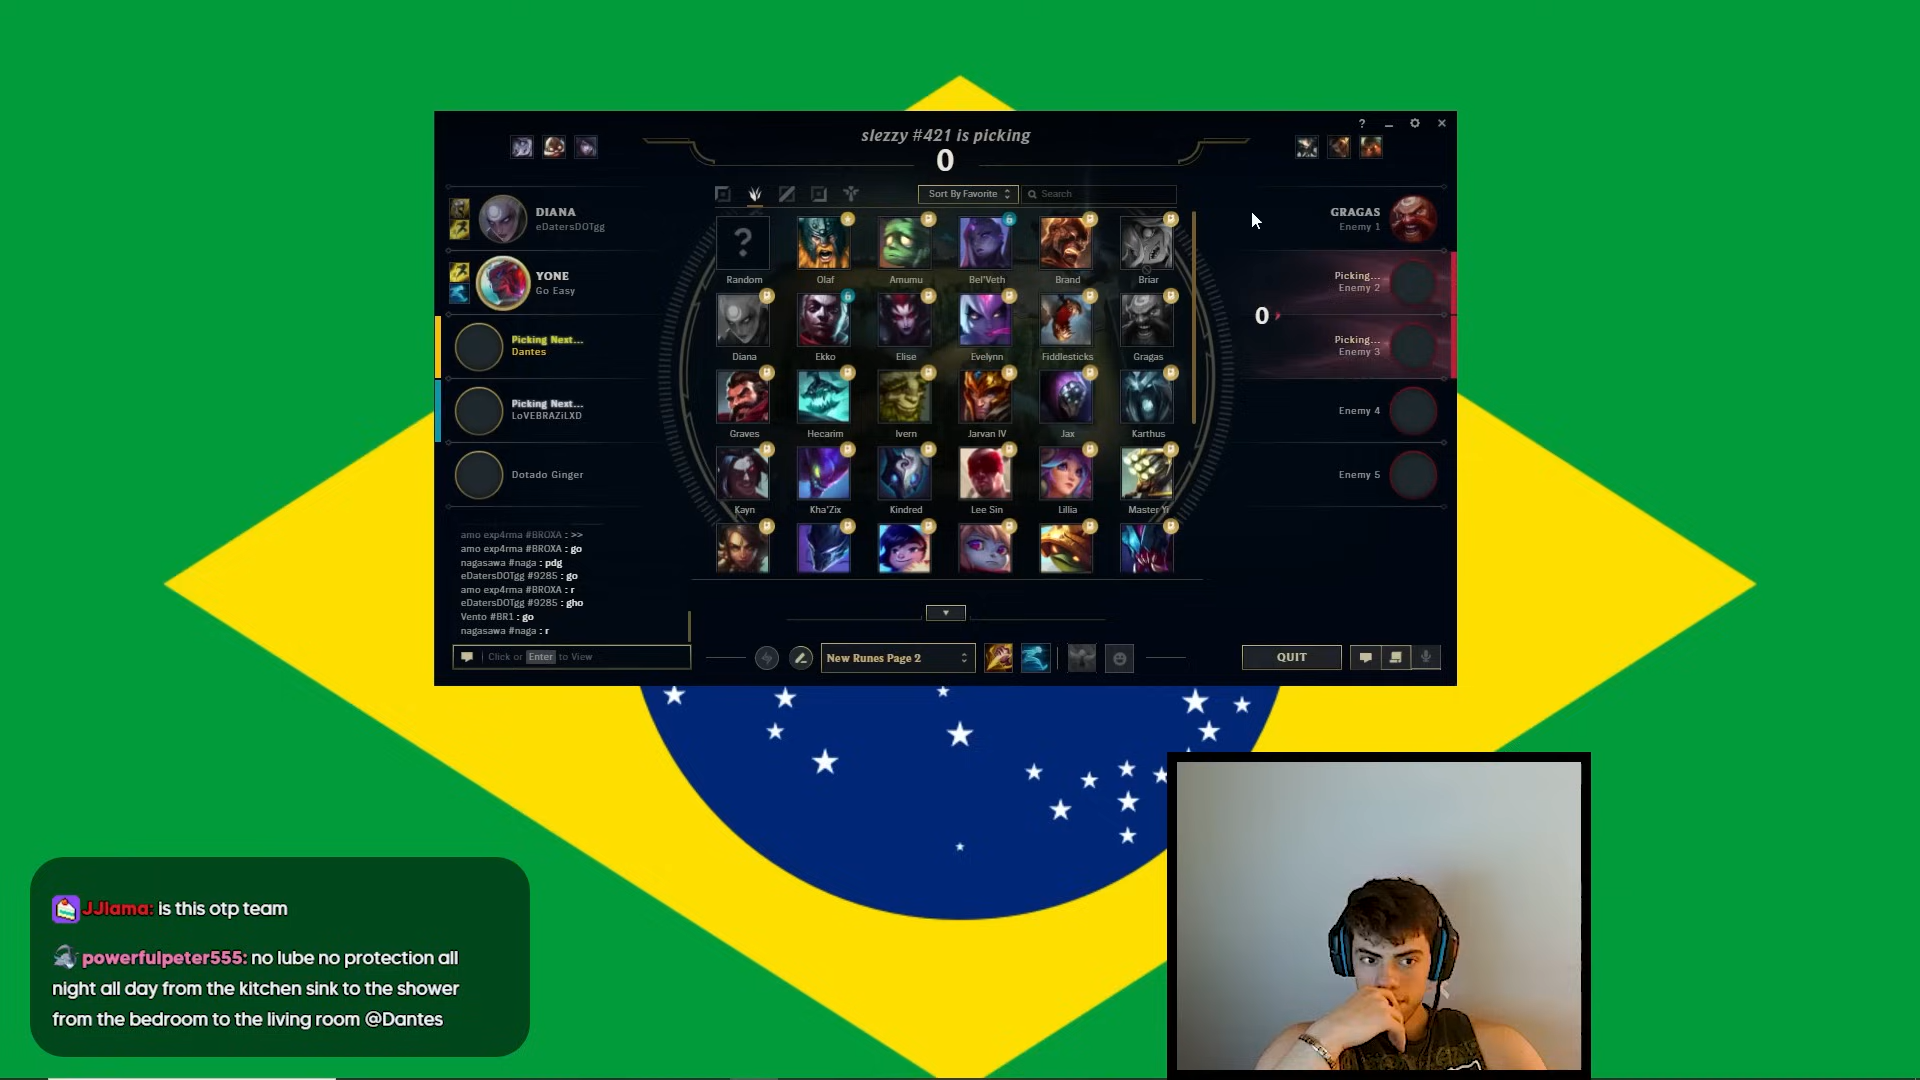 slezzy #421 is picking
0
?
Sort By Favorite
Search
DIANA
eDatersDOTgg
YONE
Go Easy
Picking Next...
Dantes
Picking Next...
LoVEBRAZiLXD
Dotado Ginger
?
Random
Olaf
Amumu
Bel'Veth
Brand
Briar
Diana
Ekko
Elise
Evelynn
Fiddlesticks
Gragas
Graves
Hecarim
Ivern
Jarvan IV
Jax
Karthus
Kayn
Kha'Zix
Kindred
Lee Sin
Lillia
Master Yi
GRAGAS
Enemy 1
Picking...
Enemy 2
0
Picking...
Enemy 3
Enemy 4
Enemy 5
amo exp4rma #BROXA : >>
amo exp4rma #BROXA : go
nagasawa #naga : pdg
eDatersDOTgg #9285 : go
amo exp4rma #BROXA : r
eDatersDOTgg #9285 : gho
Vento #BR1 : go
nagasawa #naga : r
Click or Enter to View
New Runes Page 2
QUIT
JJlama: is this otp team
powerfulpeter555: no lube no protection all
night all day from the kitchen sink to the shower
from the bedroom to the living room @Dantes